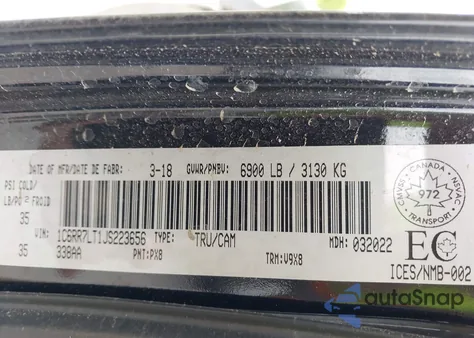 DATE OF MFR/DATE DE FABR: 3-18 GVWR/PNBV: 6900 LB / 3130 KG
PSI COLD/
LB/PO² FROID
35
VIN: 1C6RR7LT1JS223656 TYPE: TRU/CAM MDH: 032022
35 338AA PNT:PX8 TRM:V9X8
CANADA
CMVSS NSVAC
972
TRANSPORT
EC
ICES/NMB-002
autoSnap